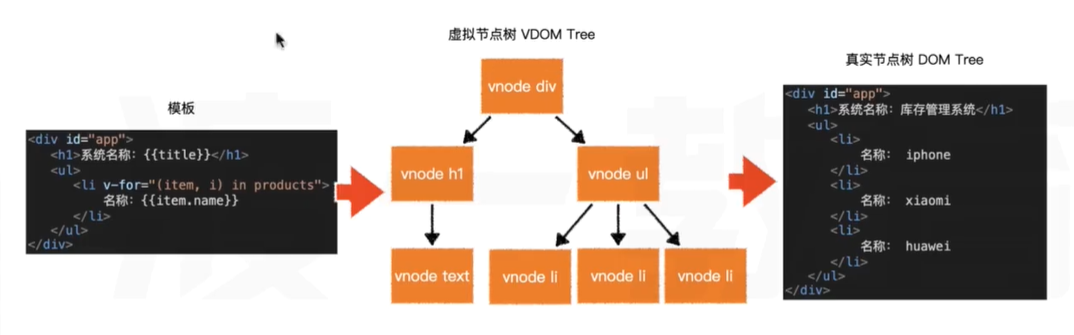 模板
<div id="app">
<h1>系统名称：{{title}}</h1>
<ul>
<li v-for="(item, i) in products">
名称：{{item.name}}
</li>
</ul>
</div>
虚拟节点树 VDOM Tree
vnode div
vnode h1
vnode ul
vnode text
vnode li
vnode li
vnode li
真实节点树 DOM Tree
<div id="app">
<h1>系统名称：库存管理系统</h1>
<ul>
<li>
名称： iphone
</li>
<li>
名称： xiaomi
</li>
<li>
名称： huawei
</li>
</ul>
</div>